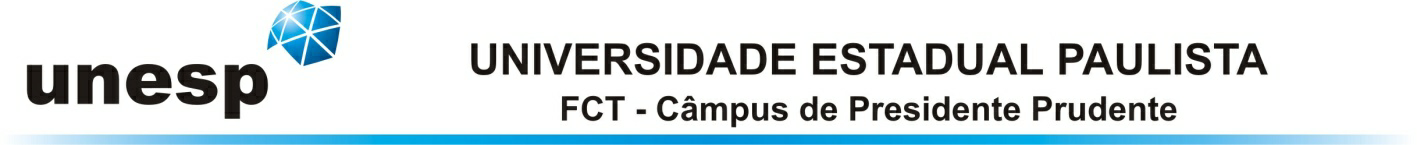 unesp
UNIVERSIDADE ESTADUAL PAULISTA
FCT - Câmpus de Presidente Prudente